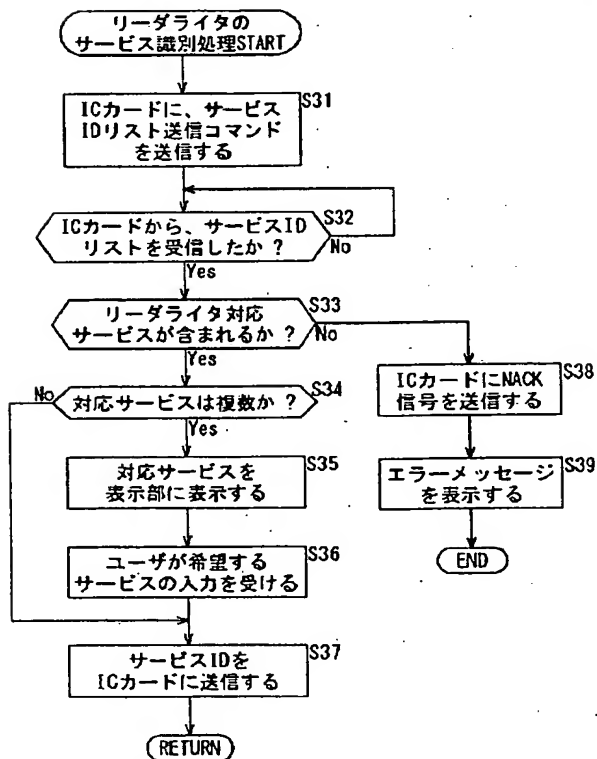 リーダライタの
サービス識別処理START
S31
ICカードに、サービス
IDリスト送信コマンド
を送信する
S32
ICカードから、サービスID
リストを受信したか ?
No
Yes
S33
リーダライタ対応
サービスが含まれるか ?
No
Yes
S34
対応サービスは複数か ?
No
Yes
S35
対応サービスを
表示部に表示する
S36
ユーザが希望する
サービスの入力を受ける
S37
サービスIDを
ICカードに送信する
RETURN
S38
ICカードにNACK
信号を送信する
S39
エラーメッセージ
を表示する
END